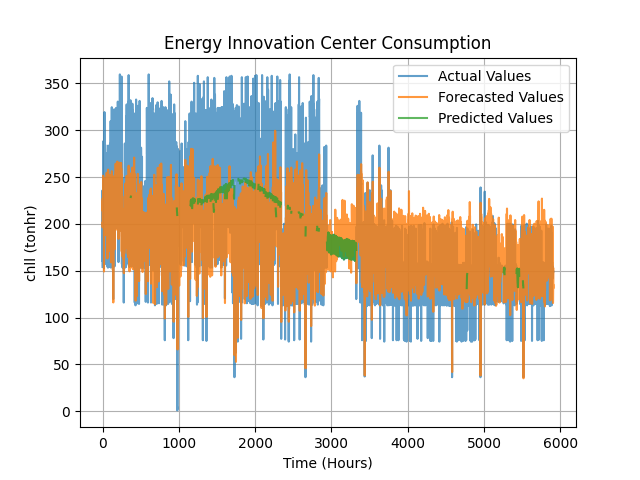 Energy Innovation Center Consumption
Actual Values
Forecasted Values
Predicted Values
350
300
250
200
150
100
50
0
chll (tonhr)
0 1000 2000 3000 4000 5000 6000
Time (Hours)